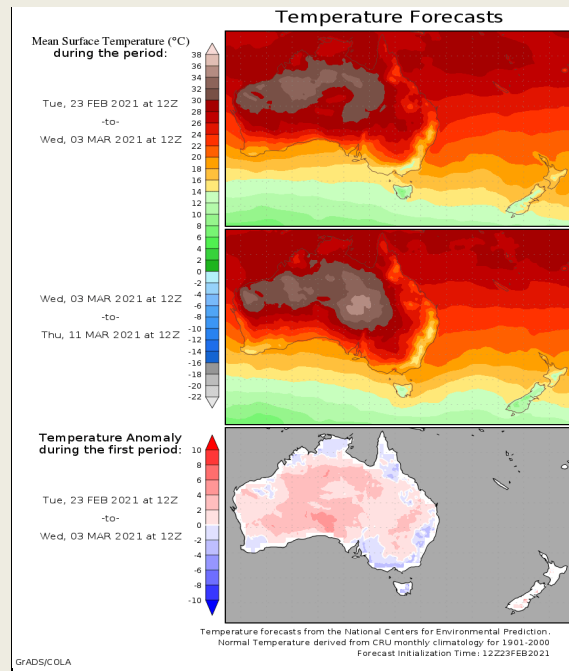 Temperature Forecasts
Mean Surface Temperature (°C)
during the period:
Tue, 23 FEB 2021 at 12Z
-to-
Wed, 03 MAR 2021 at 12Z
38
36
34
32
30
28
26
24
22
20
18
16
14
12
10
8
6
4
2
0
-2
-4
-6
-8
-10
-12
-14
-16
-18
-20
-22
Wed, 03 MAR 2021 at 12Z
-to-
Thu, 11 MAR 2021 at 12Z
Temperature Anomaly
during the first period:
Tue, 23 FEB 2021 at 12Z
-to-
Wed, 03 MAR 2021 at 12Z
10
8
6
4
2
0
-2
-4
-6
-8
-10
Temperature forecasts from the National Centers for Environmental Prediction.
Normal Temperature derived from CRU monthly climatology for 1901-2000
Forecast Initialization Time: 12Z23FEB2021
GrADS/COLA